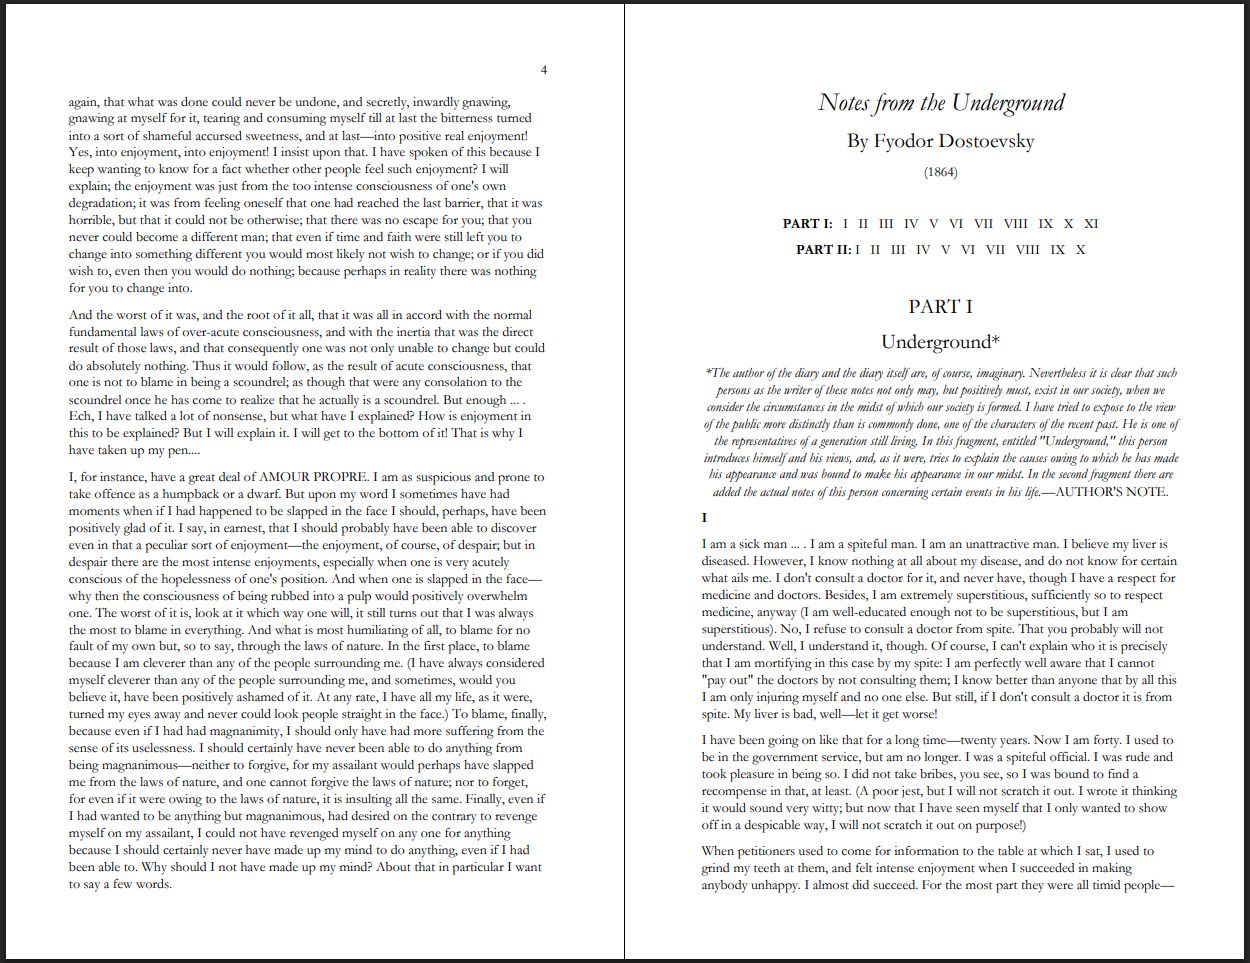 4
again, that what was done could never be undone, and secretly, inwardly gnawing,
gnawing at myself for it, tearing and consuming myself till at last the bitterness turned
into a sort of shameful accursed sweetness, and at last—into positive real enjoyment!
Yes, into enjoyment, into enjoyment! I insist upon that. I have spoken of this because I
keep wanting to know for a fact whether other people feel such enjoyment? I will
explain; the enjoyment was just from the too intense consciousness of one's own
degradation; it was from feeling oneself that one had reached the last barrier, that it was
horrible, but that it could not be otherwise; that there was no escape for you; that you
never could become a different man; that even if time and faith were still left you to
change into something different you would most likely not wish to change; or if you did
wish to, even then you would do nothing; because perhaps in reality there was nothing
for you to change into.
And the worst of it was, and the root of it all, that it was all in accord with the normal
fundamental laws of over-acute consciousness, and with the inertia that was the direct
result of those laws, and that consequently one was not only unable to change but could
do absolutely nothing. Thus it would follow, as the result of acute consciousness, that
one is not to blame in being a scoundrel; as though that were any consolation to the
scoundrel once he has come to realize that he actually is a scoundrel. But enough ... .
Ech, I have talked a lot of nonsense, but what have I explained? How is enjoyment in
this to be explained? But I will explain it. I will get to the bottom of it! That is why I
have taken up my pen....
I, for instance, have a great deal of AMOUR PROPRE. I am as suspicious and prone to
take offence as a humpback or a dwarf. But upon my word I sometimes have had
moments when if I had happened to be slapped in the face I should, perhaps, have been
positively glad of it. I say, in earnest, that I should probably have been able to discover
even in that a peculiar sort of enjoyment—the enjoyment, of course, of despair; but in
despair there are the most intense enjoyments, especially when one is very acutely
conscious of the hopelessness of one's position. And when one is slapped in the face—
why then the consciousness of being rubbed into a pulp would positively overwhelm
one. The worst of it is, look at it which way one will, it still turns out that I was always
the most to blame in everything. And what is most humiliating of all, to blame for no
fault of my own but, so to say, through the laws of nature. In the first place, to blame
because I am cleverer than any of the people surrounding me. (I have always considered
myself cleverer than any of the people surrounding me, and sometimes, would you
believe it, have been positively ashamed of it. At any rate, I have all my life, as it were,
turned my eyes away and never could look people straight in the face.) To blame, finally,
because even if I had had magnanimity, I should only have had more suffering from the
sense of its uselessness. I should certainly have never been able to do anything from
being magnanimous—neither to forgive, for my assailant would perhaps have slapped
me from the laws of nature, and one cannot forgive the laws of nature; nor to forget,
for even if it were owing to the laws of nature, it is insulting all the same. Finally, even if
I had wanted to be anything but magnanimous, had desired on the contrary to revenge
myself on my assailant, I could not have revenged myself on any one for anything
because I should certainly never have made up my mind to do anything, even if I had
been able to. Why should I not have made up my mind? About that in particular I want
to say a few words.
Notes from the Underground
By Fyodor Dostoevsky
(1864)
PART I: I II III IV V VI VII VIII IX X XI
PART II: I II III IV V VI VII VIII IX X
PART I
Underground*
*The author of the diary and the diary itself are, of course, imaginary. Nevertheless it is clear that such
persons as the writer of these notes not only may, but positively must, exist in our society, when we
consider the circumstances in the midst of which our society is formed. I have tried to expose to the view
of the public more distinctly than is commonly done, one of the characters of the recent past. He is one of
the representatives of a generation still living. In this fragment, entitled "Underground," this person
introduces himself and his views, and, as it were, tries to explain the causes owing to which he has made
his appearance and was bound to make his appearance in our midst. In the second fragment there are
added the actual notes of this person concerning certain events in his life.—AUTHOR'S NOTE.
I
I am a sick man ... . I am a spiteful man. I am an unattractive man. I believe my liver is
diseased. However, I know nothing at all about my disease, and do not know for certain
what ails me. I don't consult a doctor for it, and never have, though I have a respect for
medicine and doctors. Besides, I am extremely superstitious, sufficiently so to respect
medicine, anyway (I am well-educated enough not to be superstitious, but I am
superstitious). No, I refuse to consult a doctor from spite. That you probably will not
understand. Well, I understand it, though. Of course, I can't explain who it is precisely
that I am mortifying in this case by my spite: I am perfectly well aware that I cannot
"pay out" the doctors by not consulting them; I know better than anyone that by all this
I am only injuring myself and no one else. But still, if I don't consult a doctor it is from
spite. My liver is bad, well—let it get worse!
I have been going on like that for a long time—twenty years. Now I am forty. I used to
be in the government service, but am no longer. I was a spiteful official. I was rude and
took pleasure in being so. I did not take bribes, you see, so I was bound to find a
recompense in that, at least. (A poor jest, but I will not scratch it out. I wrote it thinking
it would sound very witty; but now that I have seen myself that I only wanted to show
off in a despicable way, I will not scratch it out on purpose!)
When petitioners used to come for information to the table at which I sat, I used to
grind my teeth at them, and felt intense enjoyment when I succeeded in making
anybody unhappy. I almost did succeed. For the most part they were all timid people—